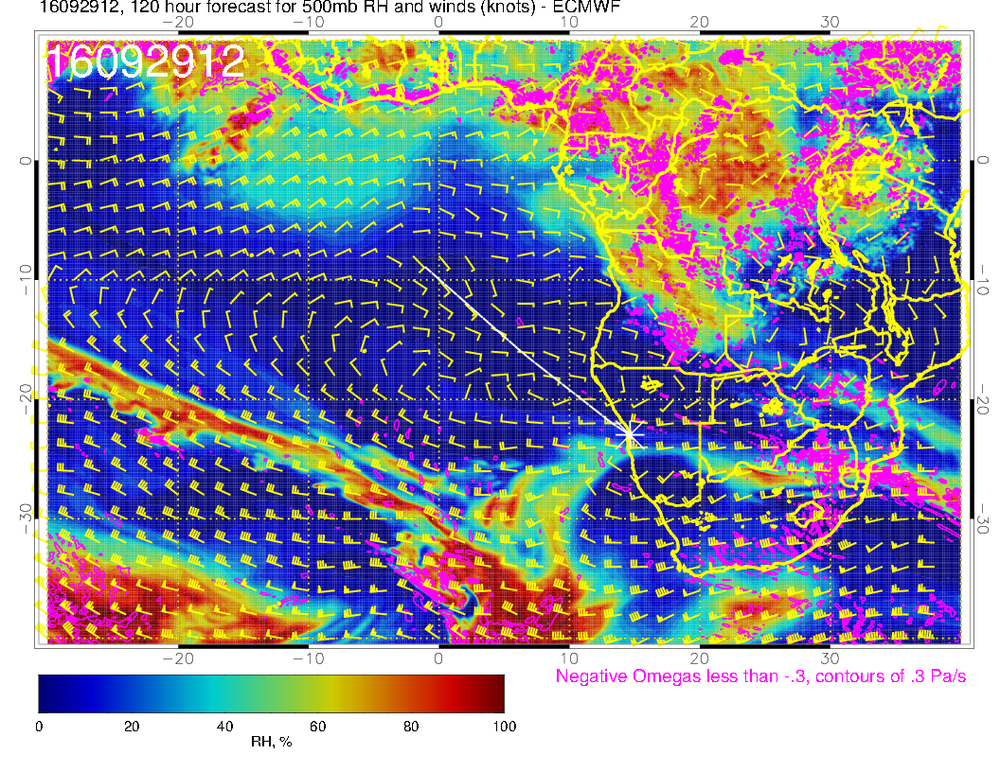 16092912, 120 hour forecast for 500mb RH and winds (knots) - ECMWF
−20 −10 0 10 20 30
16092912
0 0
−10 −10
−20 −20
−30 −30
−20 −10 0 10 20 30
Negative Omegas less than -.3, contours of .3 Pa/s
0 20 40 60 80 100
RH, %